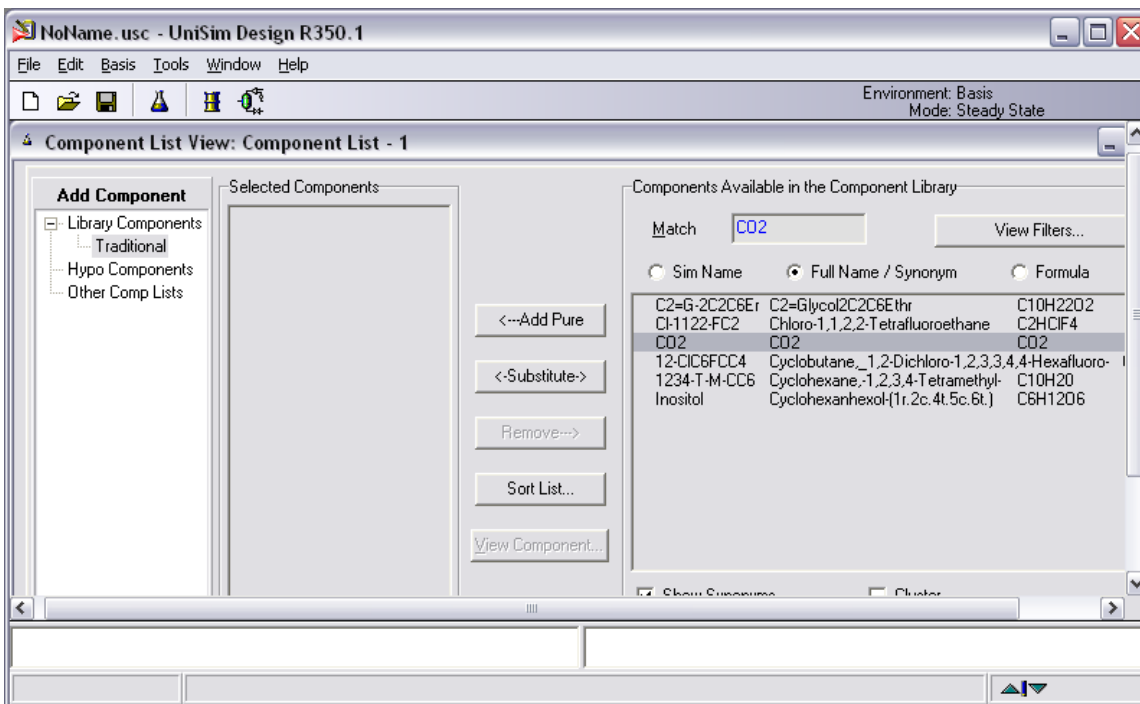 NoName.usc - UniSim Design R350.1
File Edit Basis Tools Window Help
Environment: Basis
Mode: Steady State
Component List View: Component List - 1
Add Component
Library Components
Traditional
Hypo Components
Other Comp Lists
Selected Components
<---Add Pure
<-Substitute->
Remove--->
Sort List...
View Component...
Components Available in the Component Library
Match CO2 View Filters...
Sim Name Full Name / Synonym Formula
C2=G-2C2C6Er C2=Glycol2C2C6Ethr C10H22O2
Cl-1122-FC2 Chloro-1,1,2,2-Tetrafluoroethane C2HClF4
CO2 CO2 CO2
12-ClC6FCC4 Cyclobutane,_1,2-Dichloro-1,2,3,3,4,4-Hexafluoro-
1234-T-M-CC6 Cyclohexane,-1,2,3,4-Tetramethyl- C10H20
Inositol Cyclohexanhexol-(1r.2c.4t.5c.6t.) C6H12O6
Show Synonyms Cluster